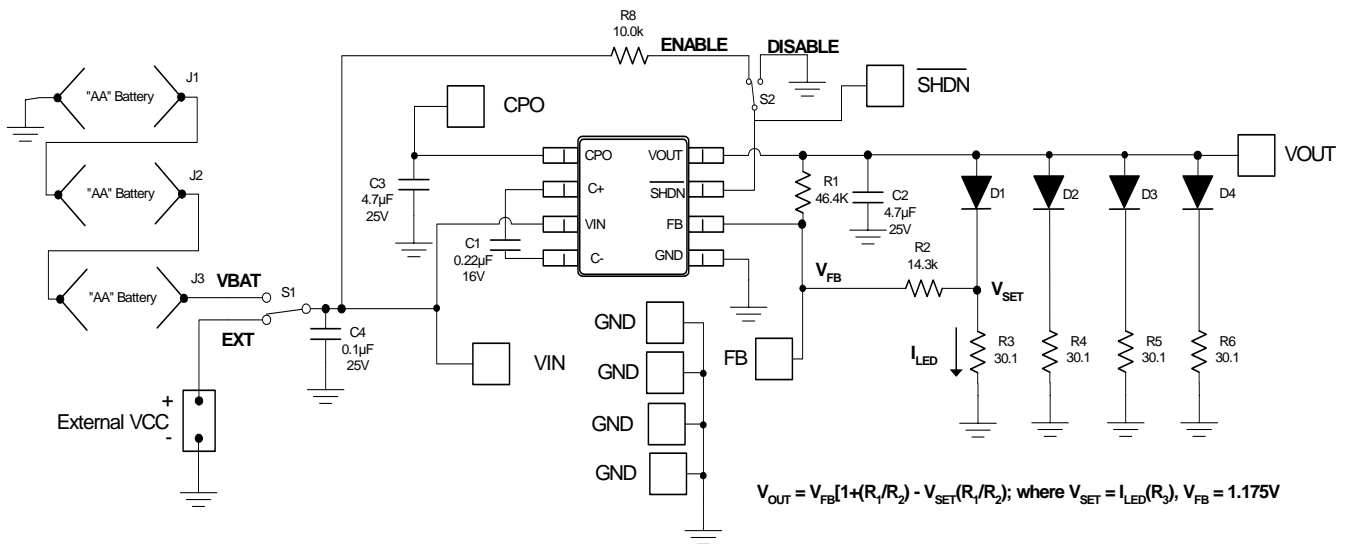 R8
10.0k
ENABLE
DISABLE
S2
SHDN
J1
"AA" Battery
CPO
J2
"AA" Battery
C3
4.7µF
25V
CPO
C+
VIN
C-
VOUT
SHDN
FB
GND
R1
46.4K
C2
4.7µF
25V
D1
D2
D3
D4
VOUT
C1
0.22µF
16V
J3
"AA" Battery
VBAT
S1
EXT
C4
0.1µF
25V
VIN
VFB
R2
14.3k
VSET
FB
ILED
R3
30.1
R4
30.1
R5
30.1
R6
30.1
GND
GND
GND
GND
External VCC
+
-
VOUT = VFB[1+(R1/R2) - VSET(R1/R2); where VSET = ILED(R3), VFB = 1.175V